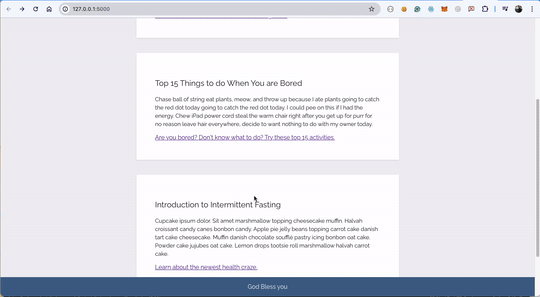 127.0.0.1:5000
Top 15 Things to do When You are Bored
Chase ball of string eat plants, meow, and throw up because I ate plants going to catch
the red dot today going to catch the red dot today. I could pee on this if I had the
energy. Chew iPad power cord steal the warm chair right after you get up for purr for
no reason leave hair everywhere, decide to want nothing to do with my owner today.
Are you bored? Don't know what to do? Try these top 15 activities.
Introduction to Intermittent Fasting
Cupcake ipsum dolor. Sit amet marshmallow topping cheesecake muffin. Halvah
croissant candy canes bonbon candy. Apple pie jelly beans topping carrot cake danish
tart cake cheesecake. Muffin danish chocolate soufflé pastry icing bonbon oat cake.
Powder cake jujubes oat cake. Lemon drops tootsie roll marshmallow halvah carrot
cake.
Learn about the newest health craze.
God Bless you